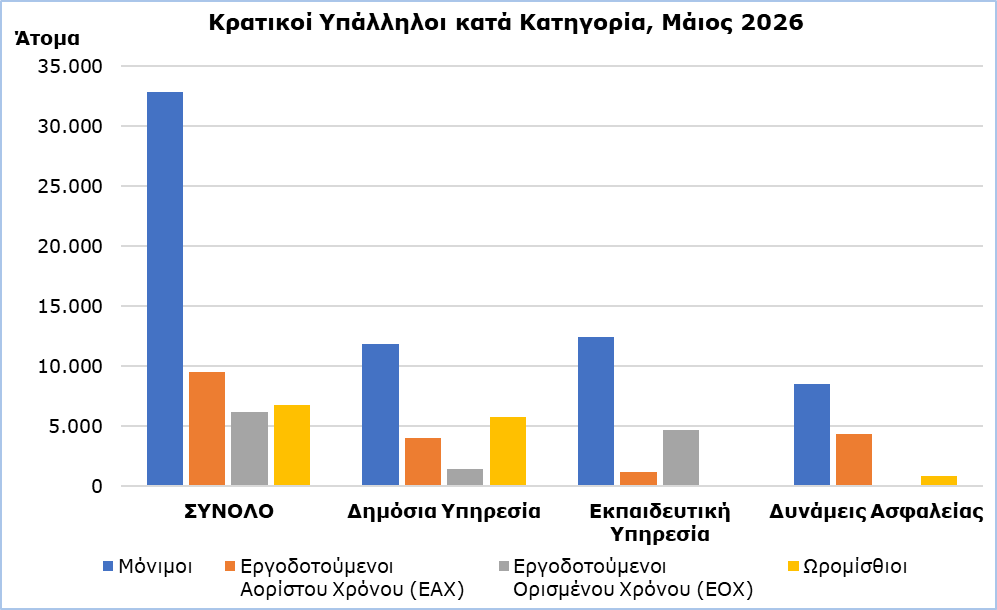 Κρατικοί Υπάλληλοι κατά Κατηγορία, Μάιος 2026
Άτομα
35.000
30.000
25.000
20.000
15.000
10.000
5.000
0
ΣΥΝΟΛΟ
Δημόσια Υπηρεσία
Εκπαιδευτική
Υπηρεσία
Δυνάμεις Ασφαλείας
Μόνιμοι
Εργοδοτούμενοι
Αορίστου Χρόνου (ΕΑΧ)
Εργοδοτούμενοι
Ορισμένου Χρόνου (ΕΟΧ)
Ωρομίσθιοι